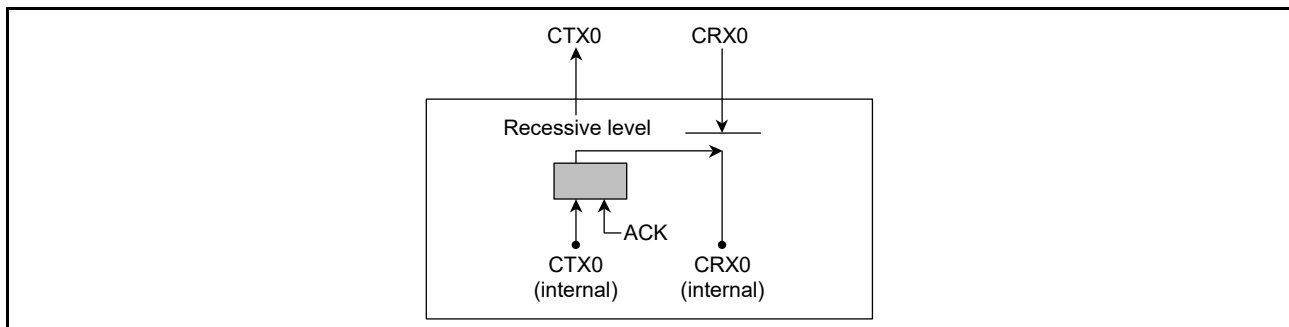 CTX0 CRX0
Recessive level
ACK
CTX0 CRX0
(internal) (internal)